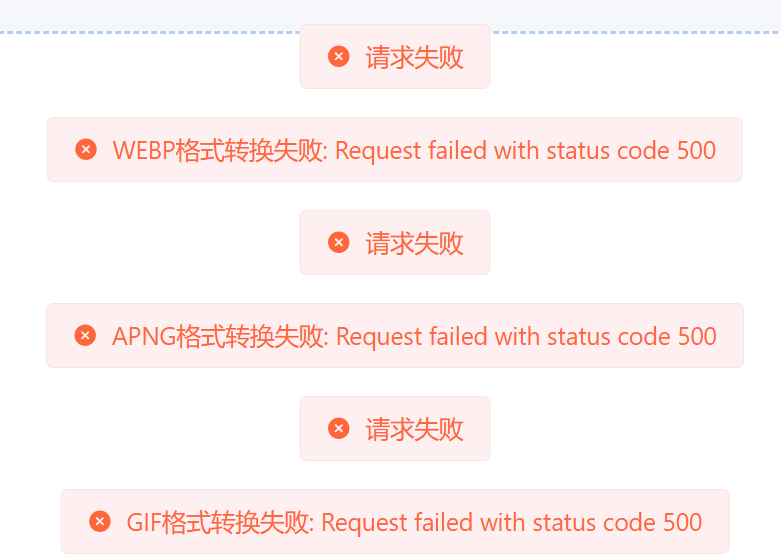 请求失败
WEBP格式转换失败: Request failed with status code 500
请求失败
APNG格式转换失败: Request failed with status code 500
请求失败
GIF格式转换失败: Request failed with status code 500